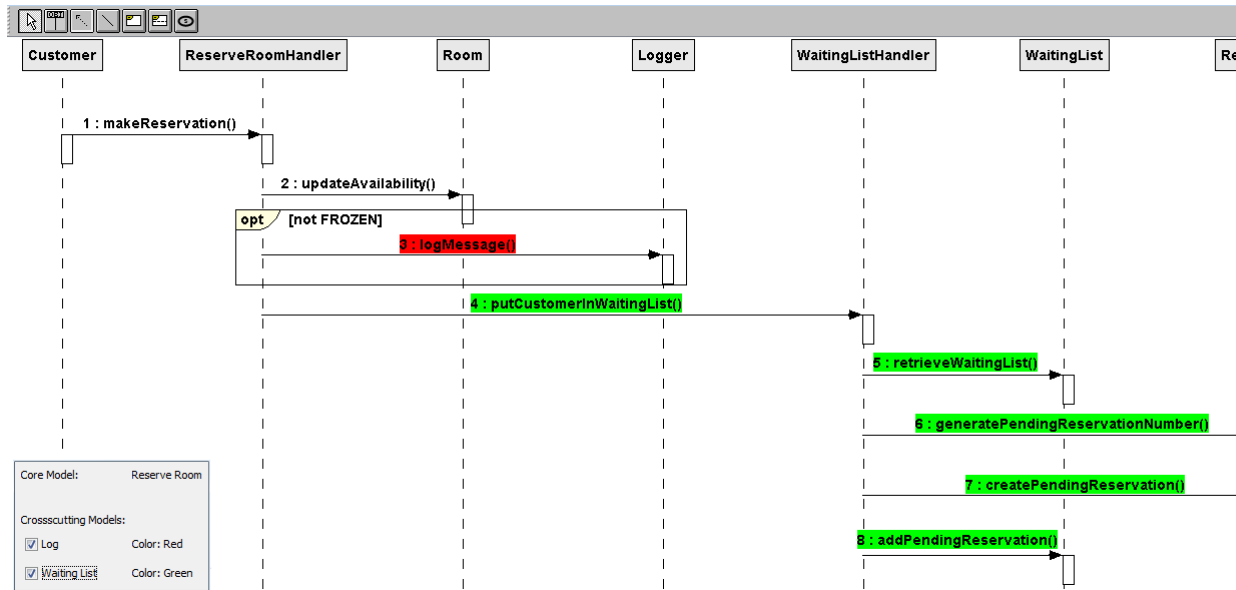 OPT
Customer
ReserveRoomHandler
Room
Logger
WaitingListHandler
WaitingList
Re
1 : makeReservation()
2 : updateAvailability()
opt [not FROZEN]
3 : logMessage()
4 : putCustomerInWaitingList()
5 : retrieveWaitingList()
6 : generatePendingReservationNumber()
7 : createPendingReservation()
8 : addPendingReservation()
Core Model: Reserve Room
Crossscutting Models:
Log Color: Red
Waiting List Color: Green